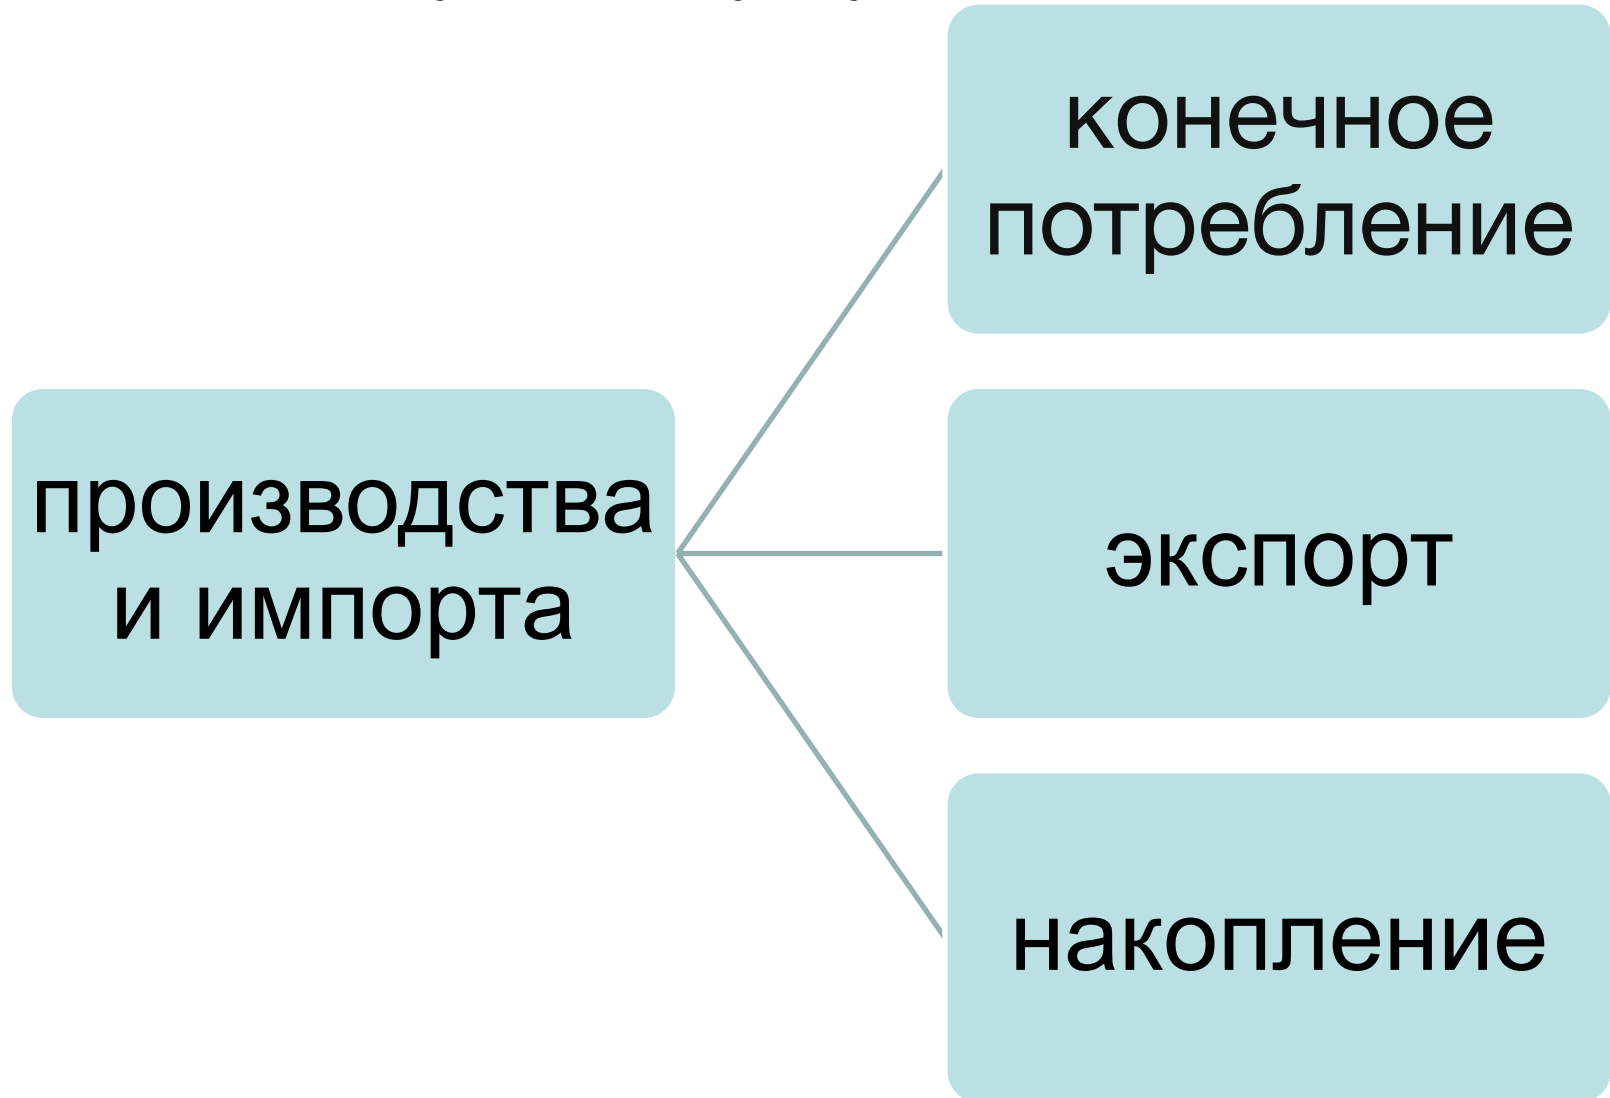 конечное
потребление
производства
и импорта
экспорт
накопление